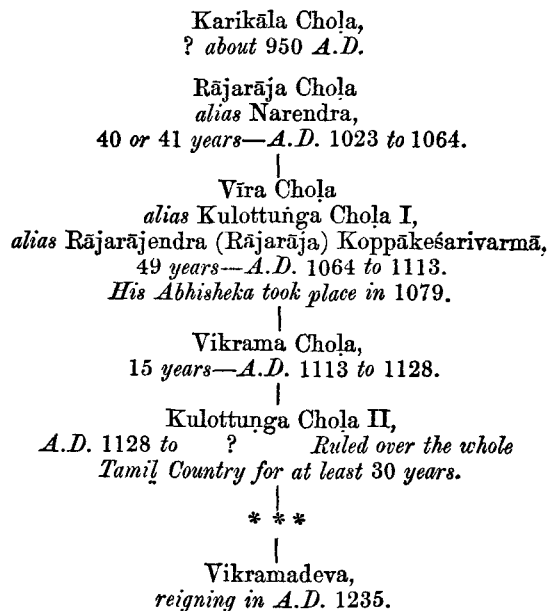 Karikāla Choḷa,
? about 950 A.D.
Rājarāja Choḷa
alias Narendra,
40 or 41 years—A.D. 1023 to 1064.
Vīra Choḷa
alias Kulottuṅga Choḷa I,
alias Rājarājendra (Rājarāja) Koppākeśarivarmā,
49 years—A.D. 1064 to 1113.
His Abhisheka took place in 1079.
Vikrama Choḷa,
15 years—A.D. 1113 to 1128.
Kulottuṇga Choḷa II,
A.D. 1128 to ? Ruled over the whole
Tamiḻ Country for at least 30 years.
* * *
Vikramadeva,
reigning in A.D. 1235.